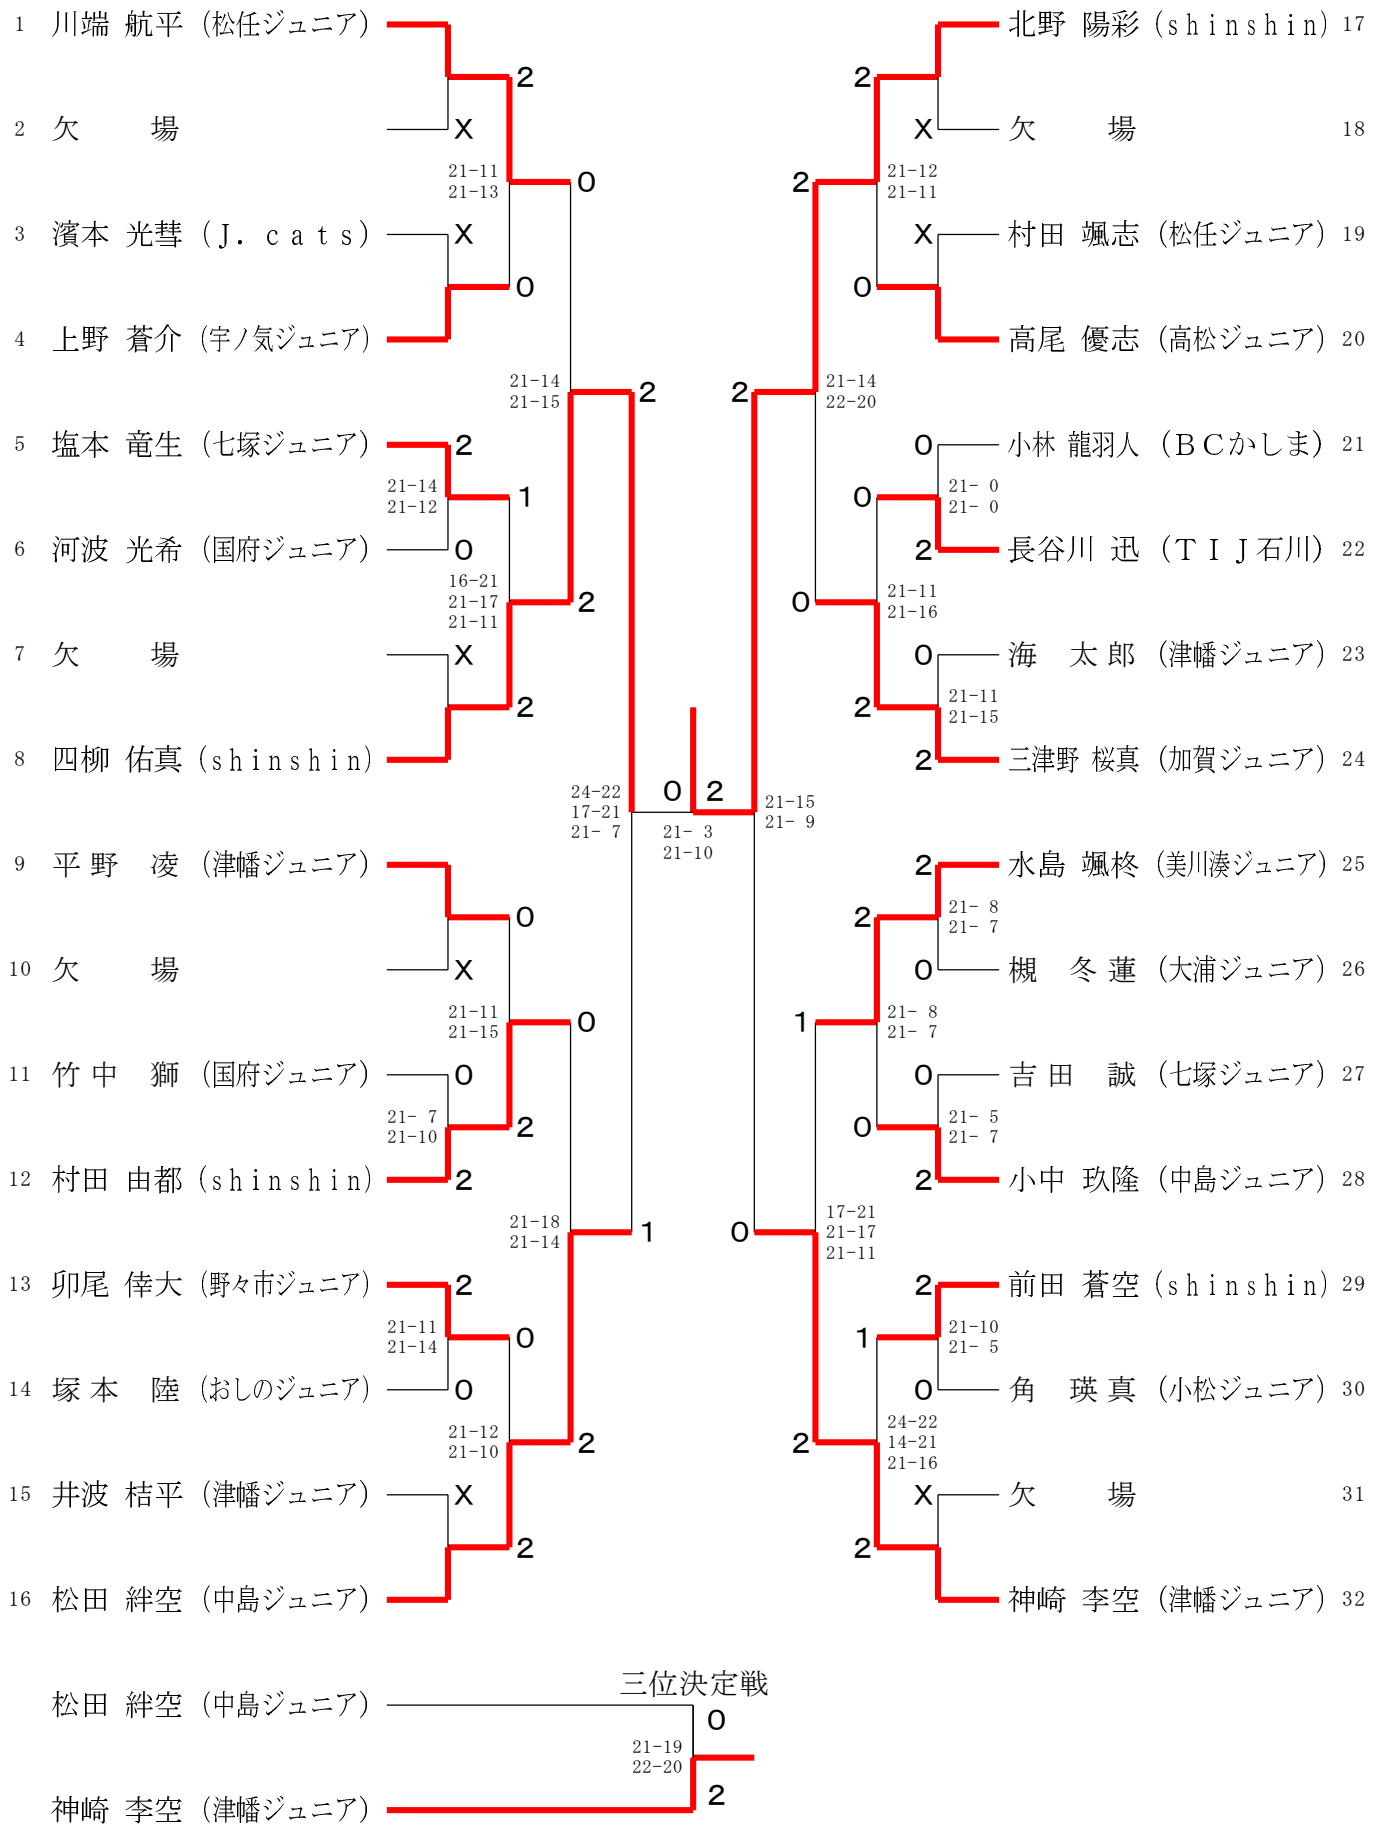 1 川端 航平 (松任ジュニア)
2
2 欠 場
X
21-11
21-13
0
3 濱本 光彗 (J. cats)
X
0
4 上野 蒼介 (宇ノ気ジュニア)
21-14
21-15
2
5 塩本 竜生 (七塚ジュニア)
2
21-14
21-12
1
6 河波 光希 (国府ジュニア)
0
16-21
21-17
21-11
2
7 欠 場
X
2
8 四柳 佑真 (shinshin)
24-22
17-21
21- 7
9 平野 凌 (津幡ジュニア)
0
10 欠 場
X
21-11
21-15
0
11 竹中 獅 (国府ジュニア)
0
21- 7
21-10
2
12 村田 由都 (shinshin)
2
21-18
21-14
1
13 卯尾 倖大 (野々市ジュニア)
2
21-11
21-14
0
14 塚本 陸 (おしのジュニア)
0
21-12
21-10
2
15 井波 桔平 (津幡ジュニア)
X
2
16 松田 絆空 (中島ジュニア)
0 2
21- 3
21-10
北野 陽彩 (shinshin) 17
2
X
欠 場 18
2
21-12
21-11
X
村田 颯志 (松任ジュニア) 19
0
高尾 優志 (高松ジュニア) 20
2
21-14
22-20
0
小林 龍羽人 (BCかしま) 21
0
21- 0
21- 0
2
長谷川 迅 (TIJ石川) 22
0
21-11
21-16
0
海 太郎 (津幡ジュニア) 23
2
21-11
21-15
2
三津野 桜真 (加賀ジュニア) 24
21-15
21- 9
2
水島 颯柊 (美川湊ジュニア) 25
2
21- 8
21- 7
0
槻 冬蓮 (大浦ジュニア) 26
1
21- 8
21- 7
0
吉田 誠 (七塚ジュニア) 27
0
21- 5
21- 7
2
小中 玖隆 (中島ジュニア) 28
0
17-21
21-17
21-11
2
前田 蒼空 (shinshin) 29
1
21-10
21- 5
0
角 瑛真 (小松ジュニア) 30
2
24-22
14-21
21-16
X
欠 場 31
2
神崎 李空 (津幡ジュニア) 32
三位決定戦
松田 絆空 (中島ジュニア)
0
21-19
22-20
2
神崎 李空 (津幡ジュニア)